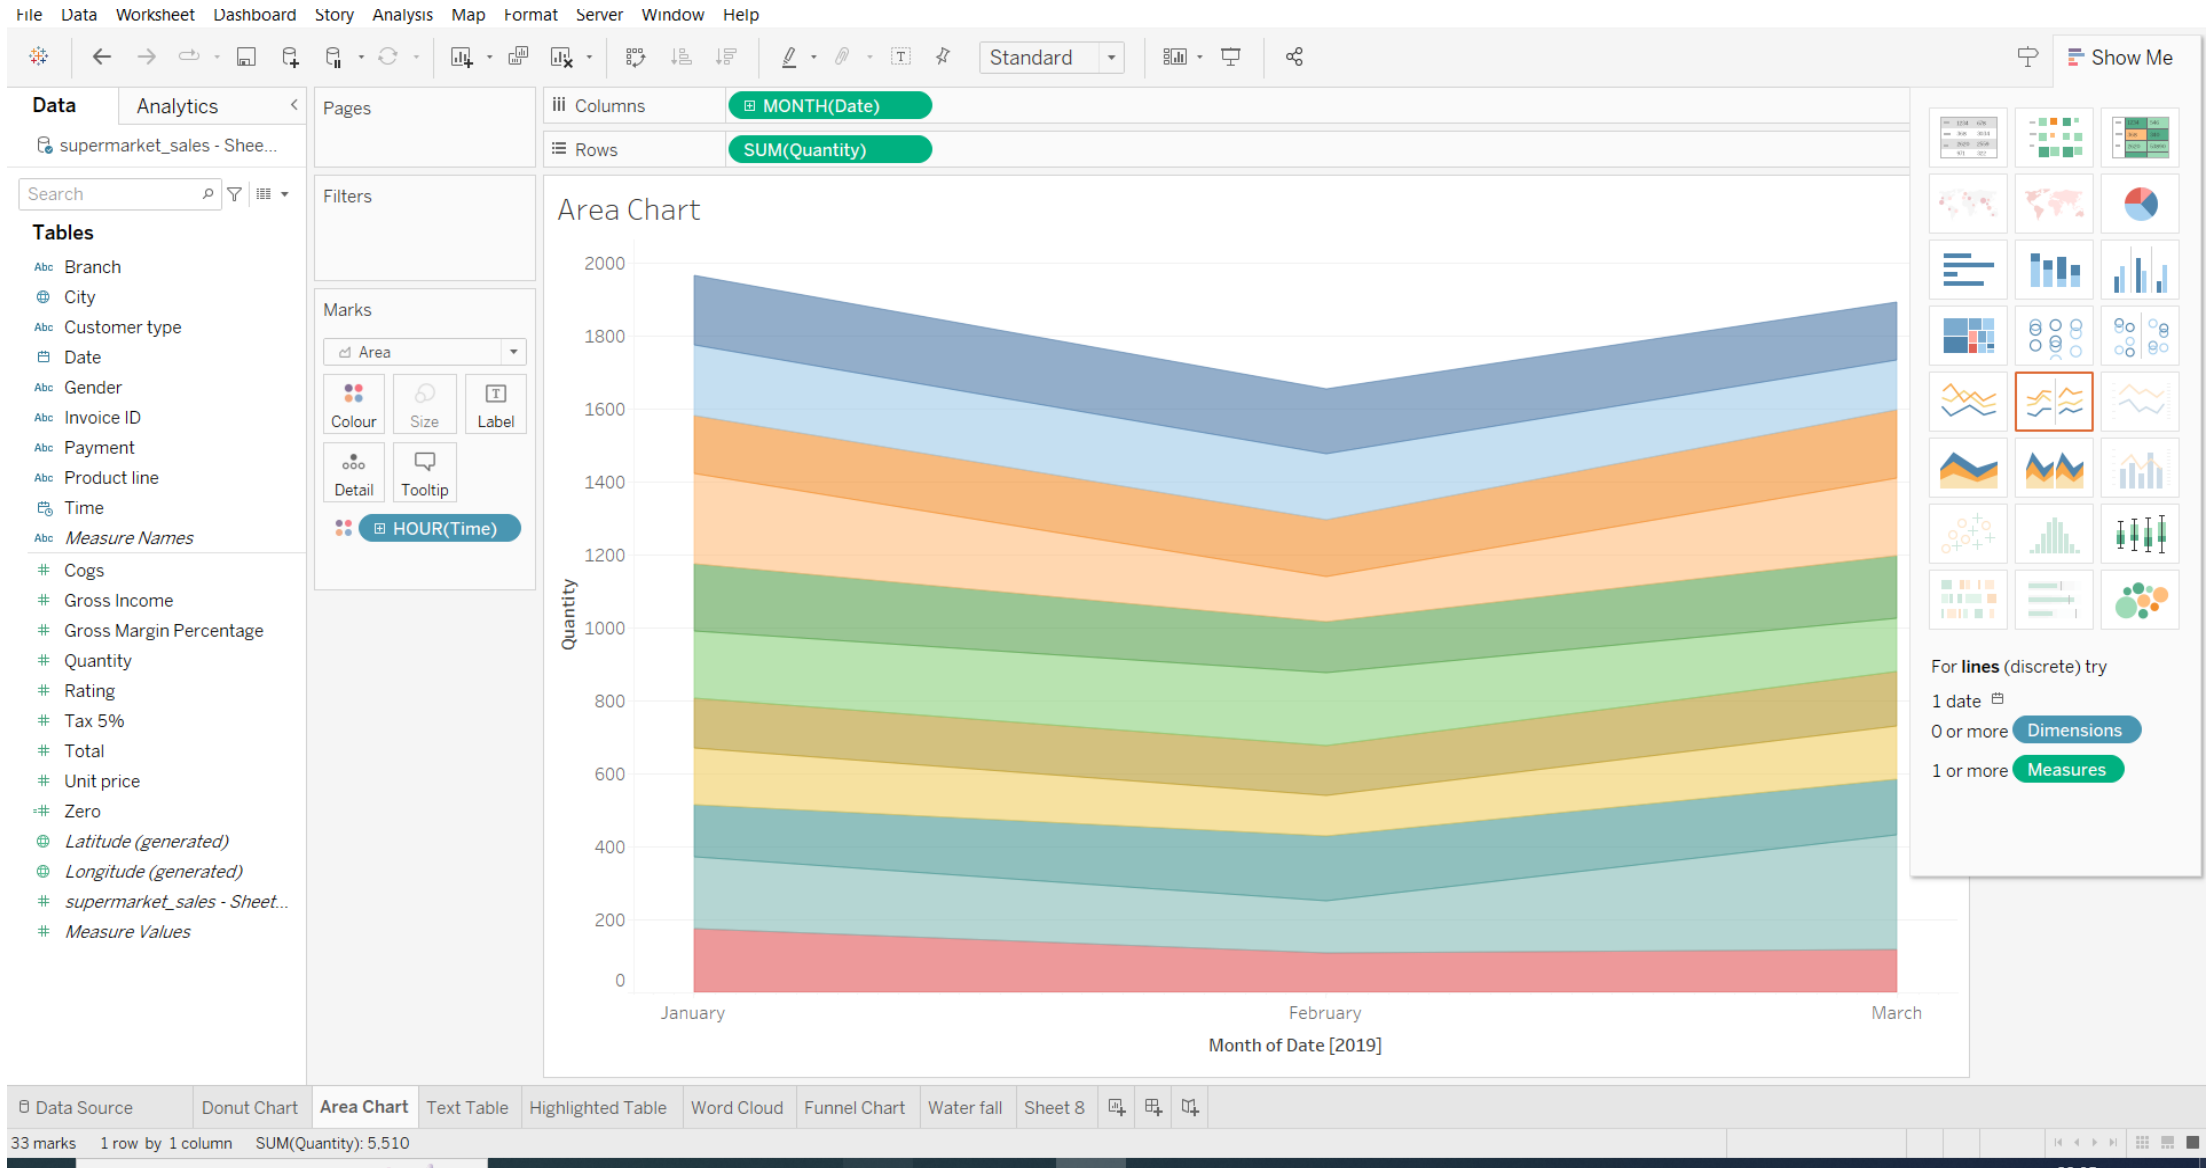 File Data Worksheet Dashboard Story Analysis Map Format Server Window Help
Standard
Show Me
Data Analytics
supermarket_sales - Shee...
Search
Tables
Abc Branch
City
Abc Customer type
Date
Abc Gender
Abc Invoice ID
Abc Payment
Abc Product line
Time
Abc Measure Names
# Cogs
# Gross Income
# Gross Margin Percentage
# Quantity
# Rating
# Tax 5%
# Total
# Unit price
=# Zero
Latitude (generated)
Longitude (generated)
# supermarket_sales - Sheet...
# Measure Values
Pages
Filters
Marks
Area
Colour Size Label
Detail Tooltip
HOUR(Time)
Columns MONTH(Date)
Rows SUM(Quantity)
Area Chart
2000
1800
1600
1400
1200
1000
800
600
400
200
0
Quantity
January February March
Month of Date [2019]
For lines (discrete) try
1 date
0 or more Dimensions
1 or more Measures
Data Source Donut Chart Area Chart Text Table Highlighted Table Word Cloud Funnel Chart Water fall Sheet 8
33 marks 1 row by 1 column SUM(Quantity): 5,510